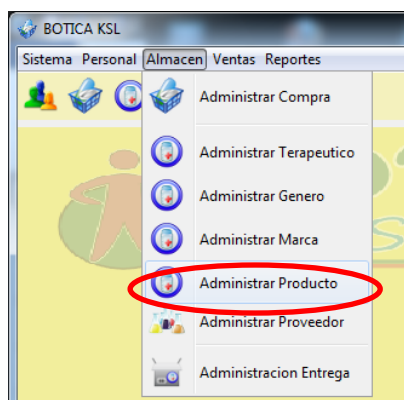 BOTICA KSL
Sistema Personal Almacen Ventas Reportes
Administrar Compra
Administrar Terapeutico
Administrar Genero
Administrar Marca
Administrar Producto
Administrar Proveedor
Administracion Entrega